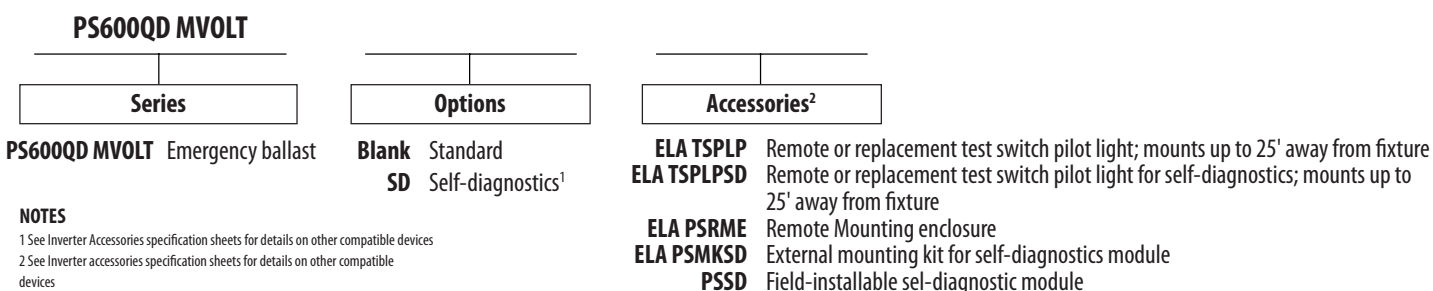 PS600QD MVOLT
Series
PS600QD MVOLT Emergency ballast
NOTES
1 See Inverter Accessories specification sheets for details on other compatible devices
2 See Inverter accessories specification sheets for details on other compatible
devices
Options
Blank Standard
SD Self-diagnostics1
Accessories2
ELA TSPLP Remote or replacement test switch pilot light; mounts up to 25' away from fixture
ELA TSPLPSD Remote or replacement test switch pilot light for self-diagnostics; mounts up to
25' away from fixture
ELA PSRME Remote Mounting enclosure
ELA PSMKSD External mounting kit for self-diagnostics module
PSSD Field-installable sel-diagnostic module